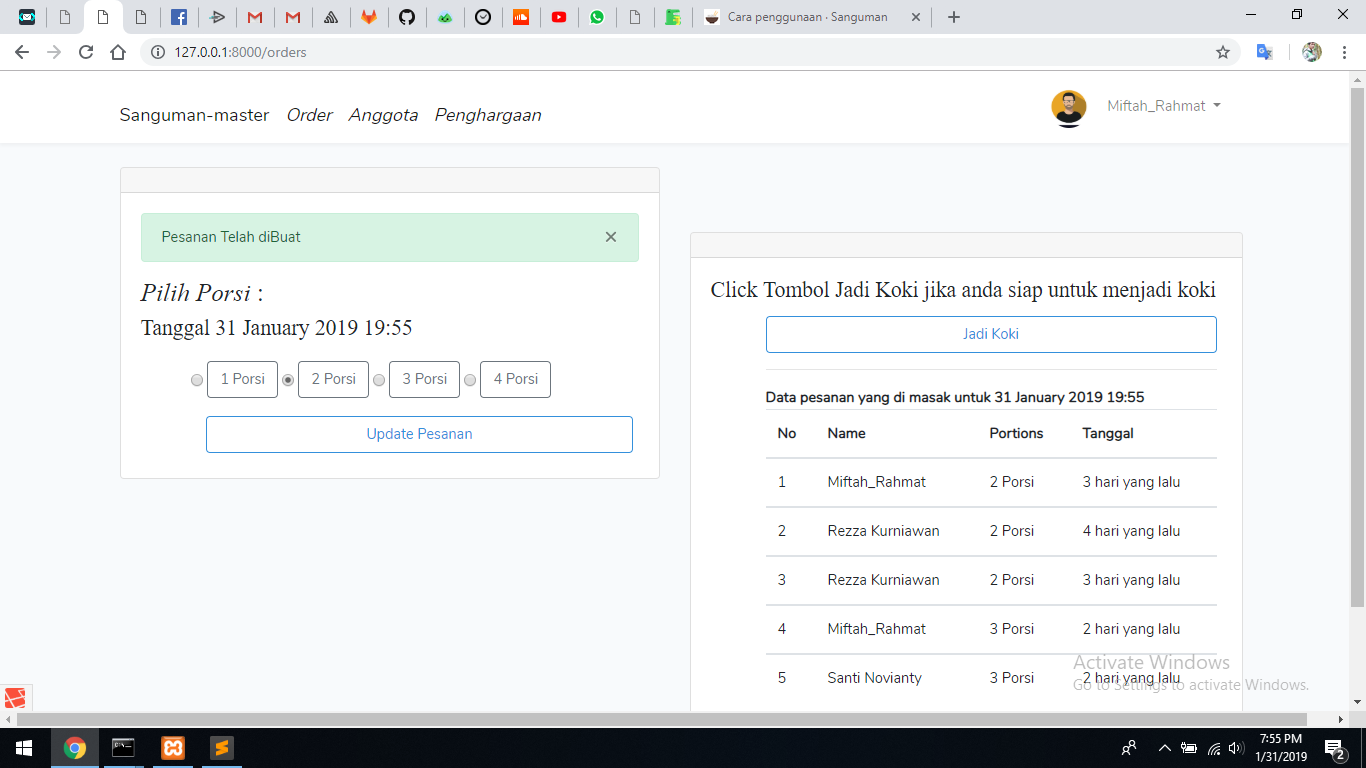 Cara penggunaan · Sanguman
127.0.0.1:8000/orders
Sanguman-master Order Anggota Penghargaan
Miftah_Rahmat
Pesanan Telah diBuat
Pilih Porsi :
Tanggal 31 January 2019 19:55
1 Porsi 2 Porsi 3 Porsi 4 Porsi
Update Pesanan
Click Tombol Jadi Koki jika anda siap untuk menjadi koki
Jadi Koki
Data pesanan yang di masak untuk 31 January 2019 19:55
No Name Portions Tanggal
1 Miftah_Rahmat 2 Porsi 3 hari yang lalu
2 Rezza Kurniawan 2 Porsi 4 hari yang lalu
3 Rezza Kurniawan 2 Porsi 3 hari yang lalu
4 Miftah_Rahmat 3 Porsi 2 hari yang lalu
5 Santi Novianty 3 Porsi 2 hari yang lalu
Activate Windows
Go to Settings to activate Windows.
7:55 PM
1/31/2019
2